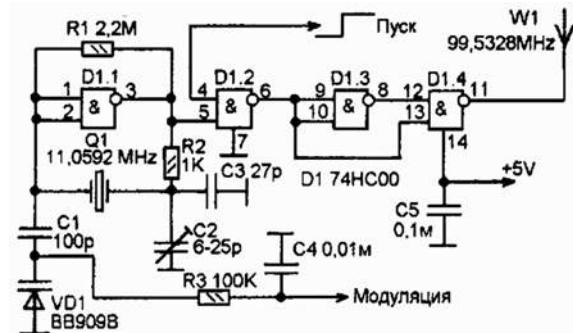 R1 2,2M
Пуск
W1
99,5328MHz
D1.1
D1.2
D1.3
D1.4
1
2
&
3
4
5
&
6
7
9
10
&
8
12
13
&
11
14
Q1
11,0592 MHz
R2
1K
C3 27p
D1 74HC00
+5V
C1
100p
C2
6-25p
C4 0,01м
C5
0,1м
R3 100K
Модуляция
VD1
BB909B